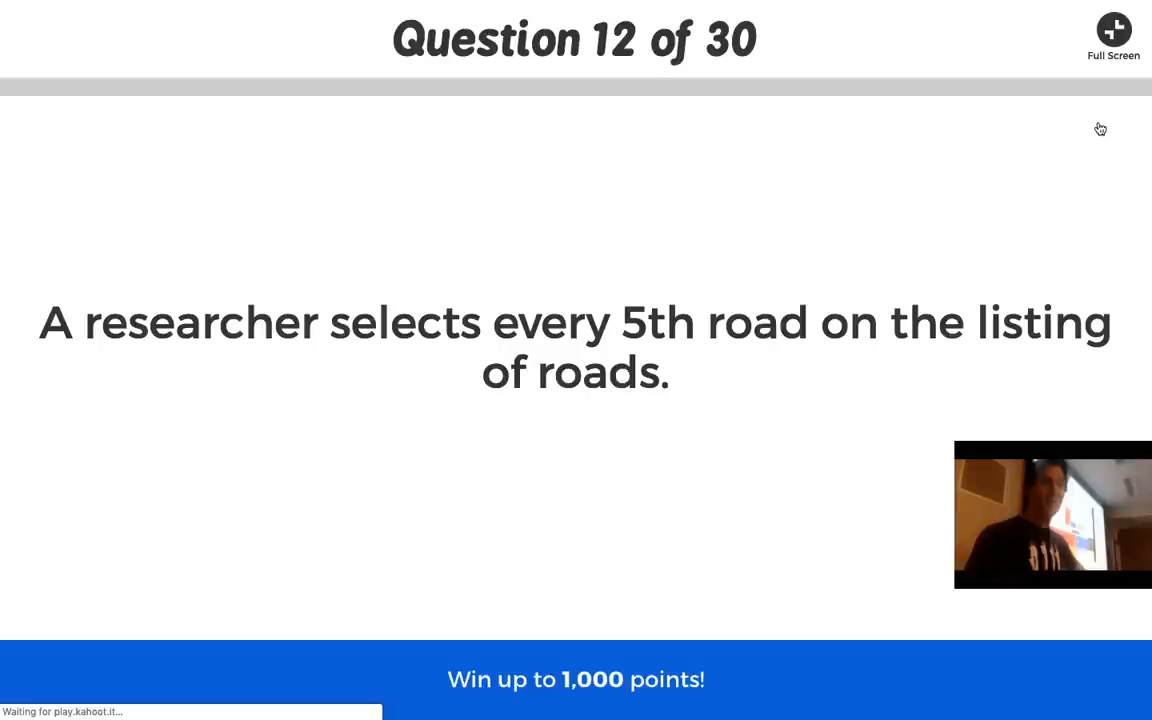 Question 12 of 30
Full Screen
A researcher selects every 5th road on the listing
of roads.
Win up to 1,000 points!
Waiting for play.kahoot.it...